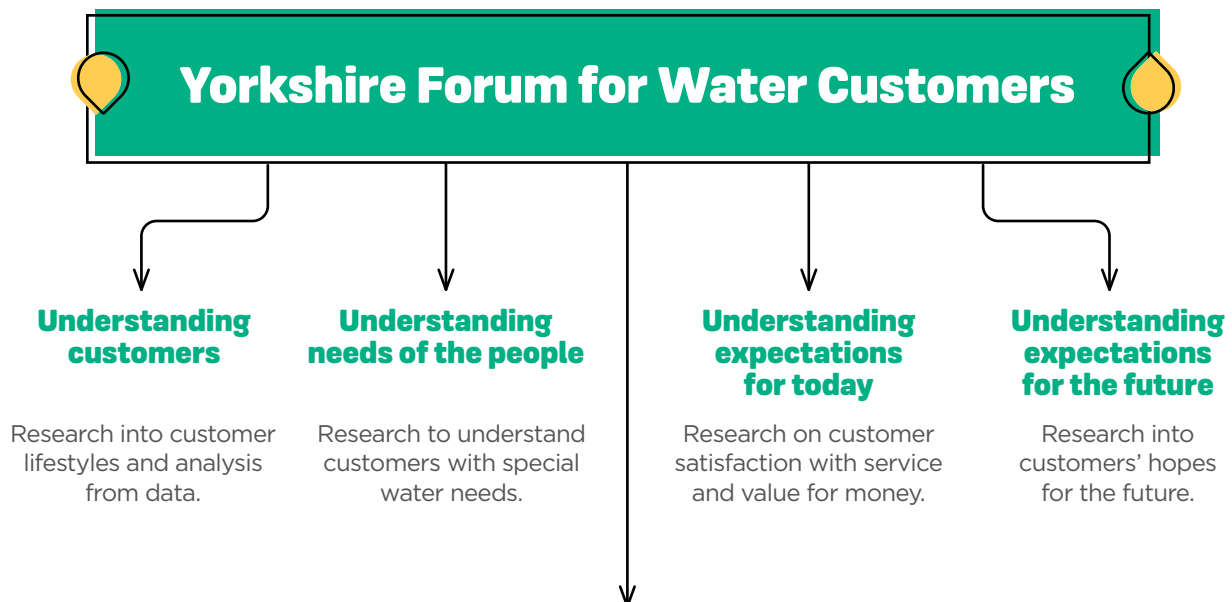 Yorkshire Forum for Water Customers
Understanding
customers
Research into customer
lifestyles and analysis
from data.
Understanding
needs of the people
Research to understand
customers with special
water needs.
Understanding
expectations
for today
Research on customer
satisfaction with service
and value for money.
Understanding
expectations
for the future
Research into
customers’ hopes
for the future.